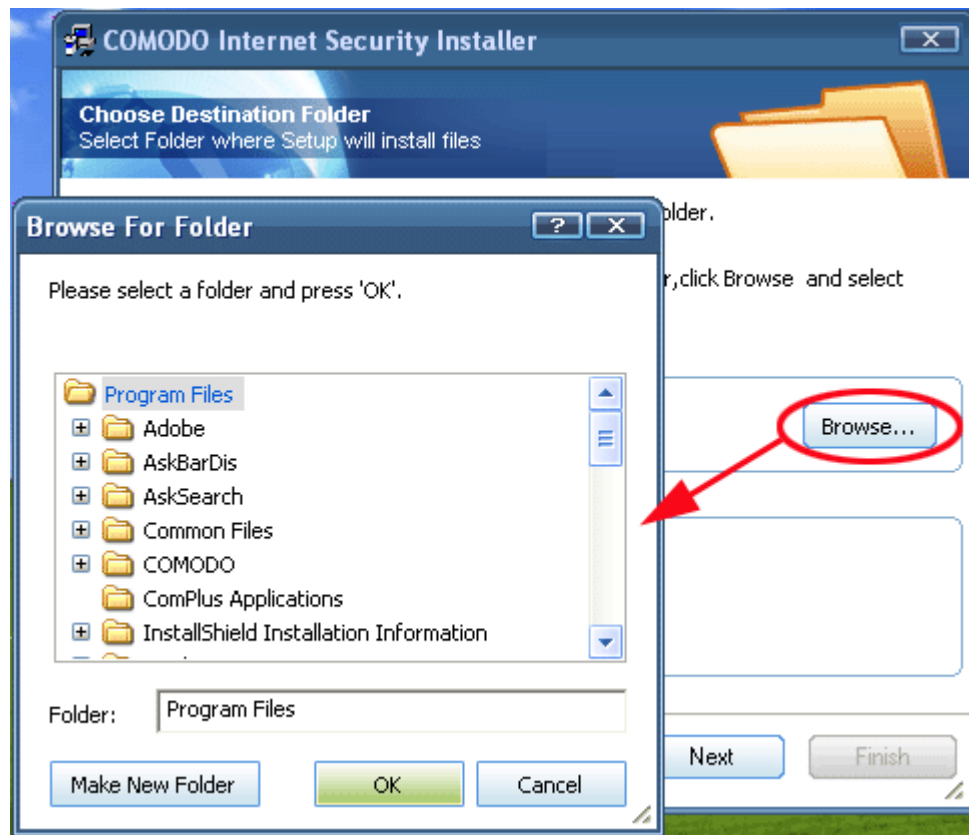 COMODO Internet Security Installer
Choose Destination Folder
Select Folder where Setup will install files
older.
r,click Browse and select
Browse...
Browse For Folder
Please select a folder and press 'OK'.
Program Files
Adobe
AskBarDis
AskSearch
Common Files
COMODO
ComPlus Applications
InstallShield Installation Information
Folder: Program Files
Make New Folder OK Cancel
Next Finish